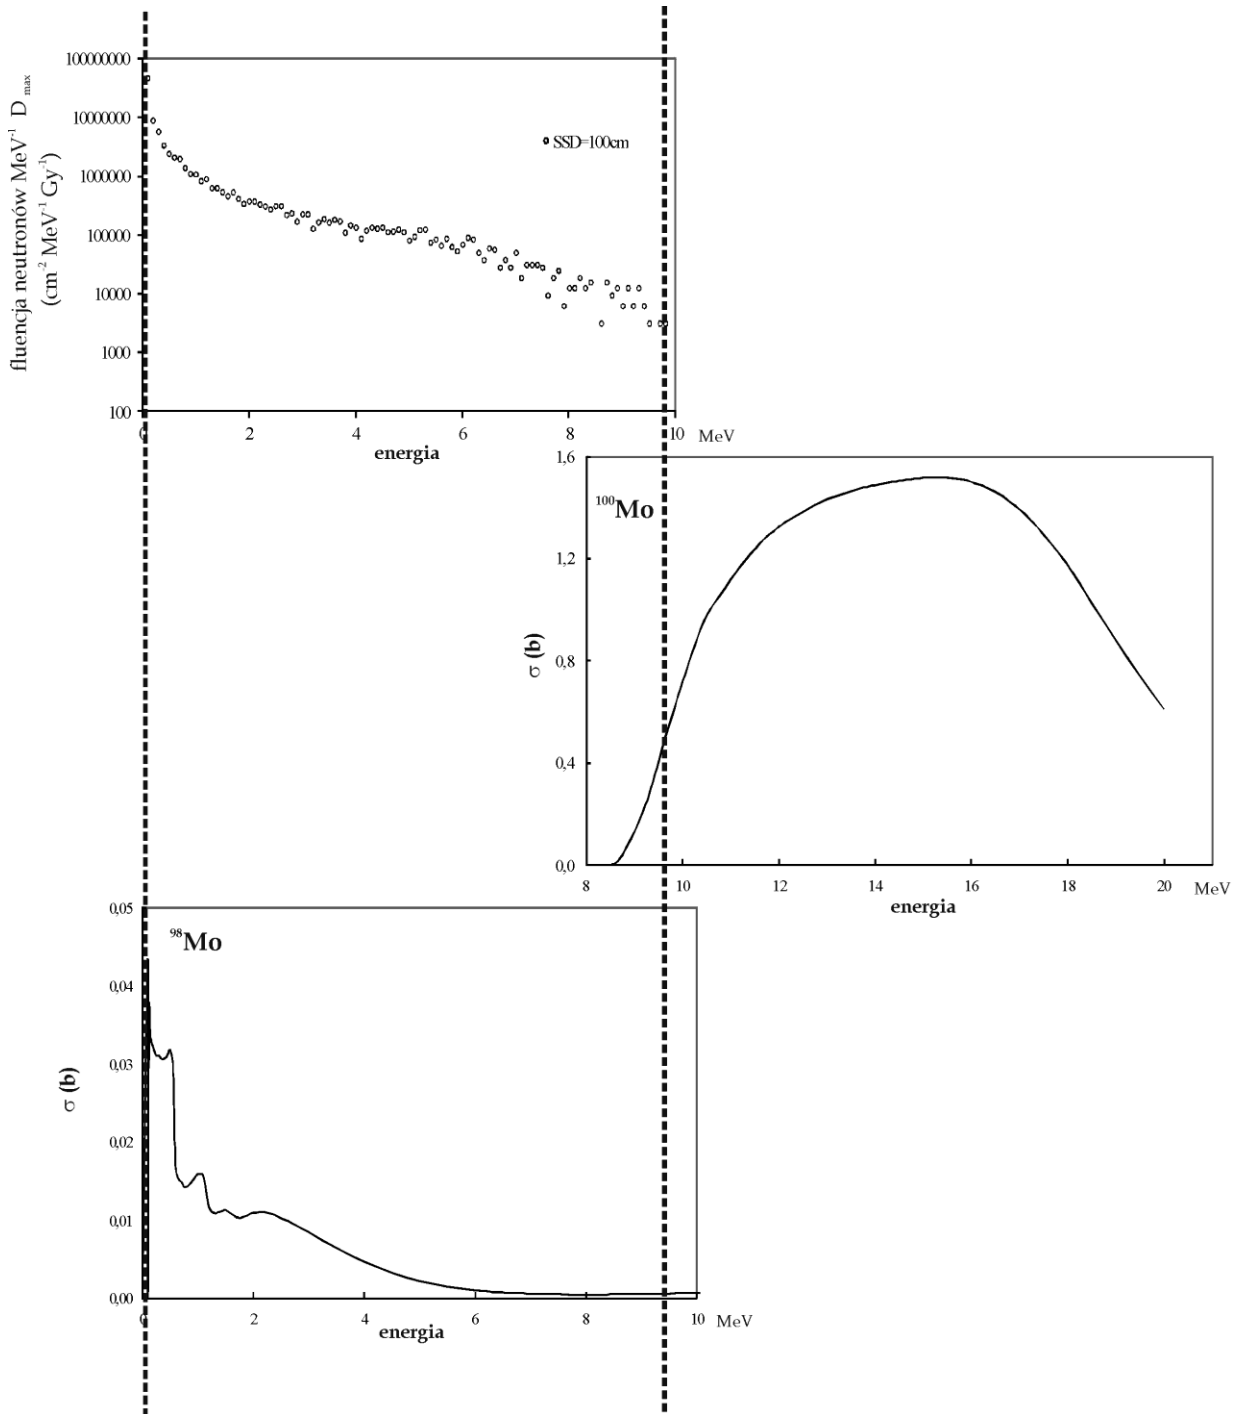 fluencja neutronów MeV⁻¹ D max
(cm⁻² MeV⁻¹ Gy⁻¹)
10000000
1000000
1000000
100000
10000
1000
100
SSD=100cm
0 2 4 6 8 10 MeV
energia
1,6
1,2
0,8
0,4
0,0
¹⁰⁰Mo
σ (b)
8 10 12 14 16 18 20 MeV
energia
0,05
0,04
0,03
0,02
0,01
0,00
⁹⁸Mo
σ (b)
0 2 4 6 8 10 MeV
energia